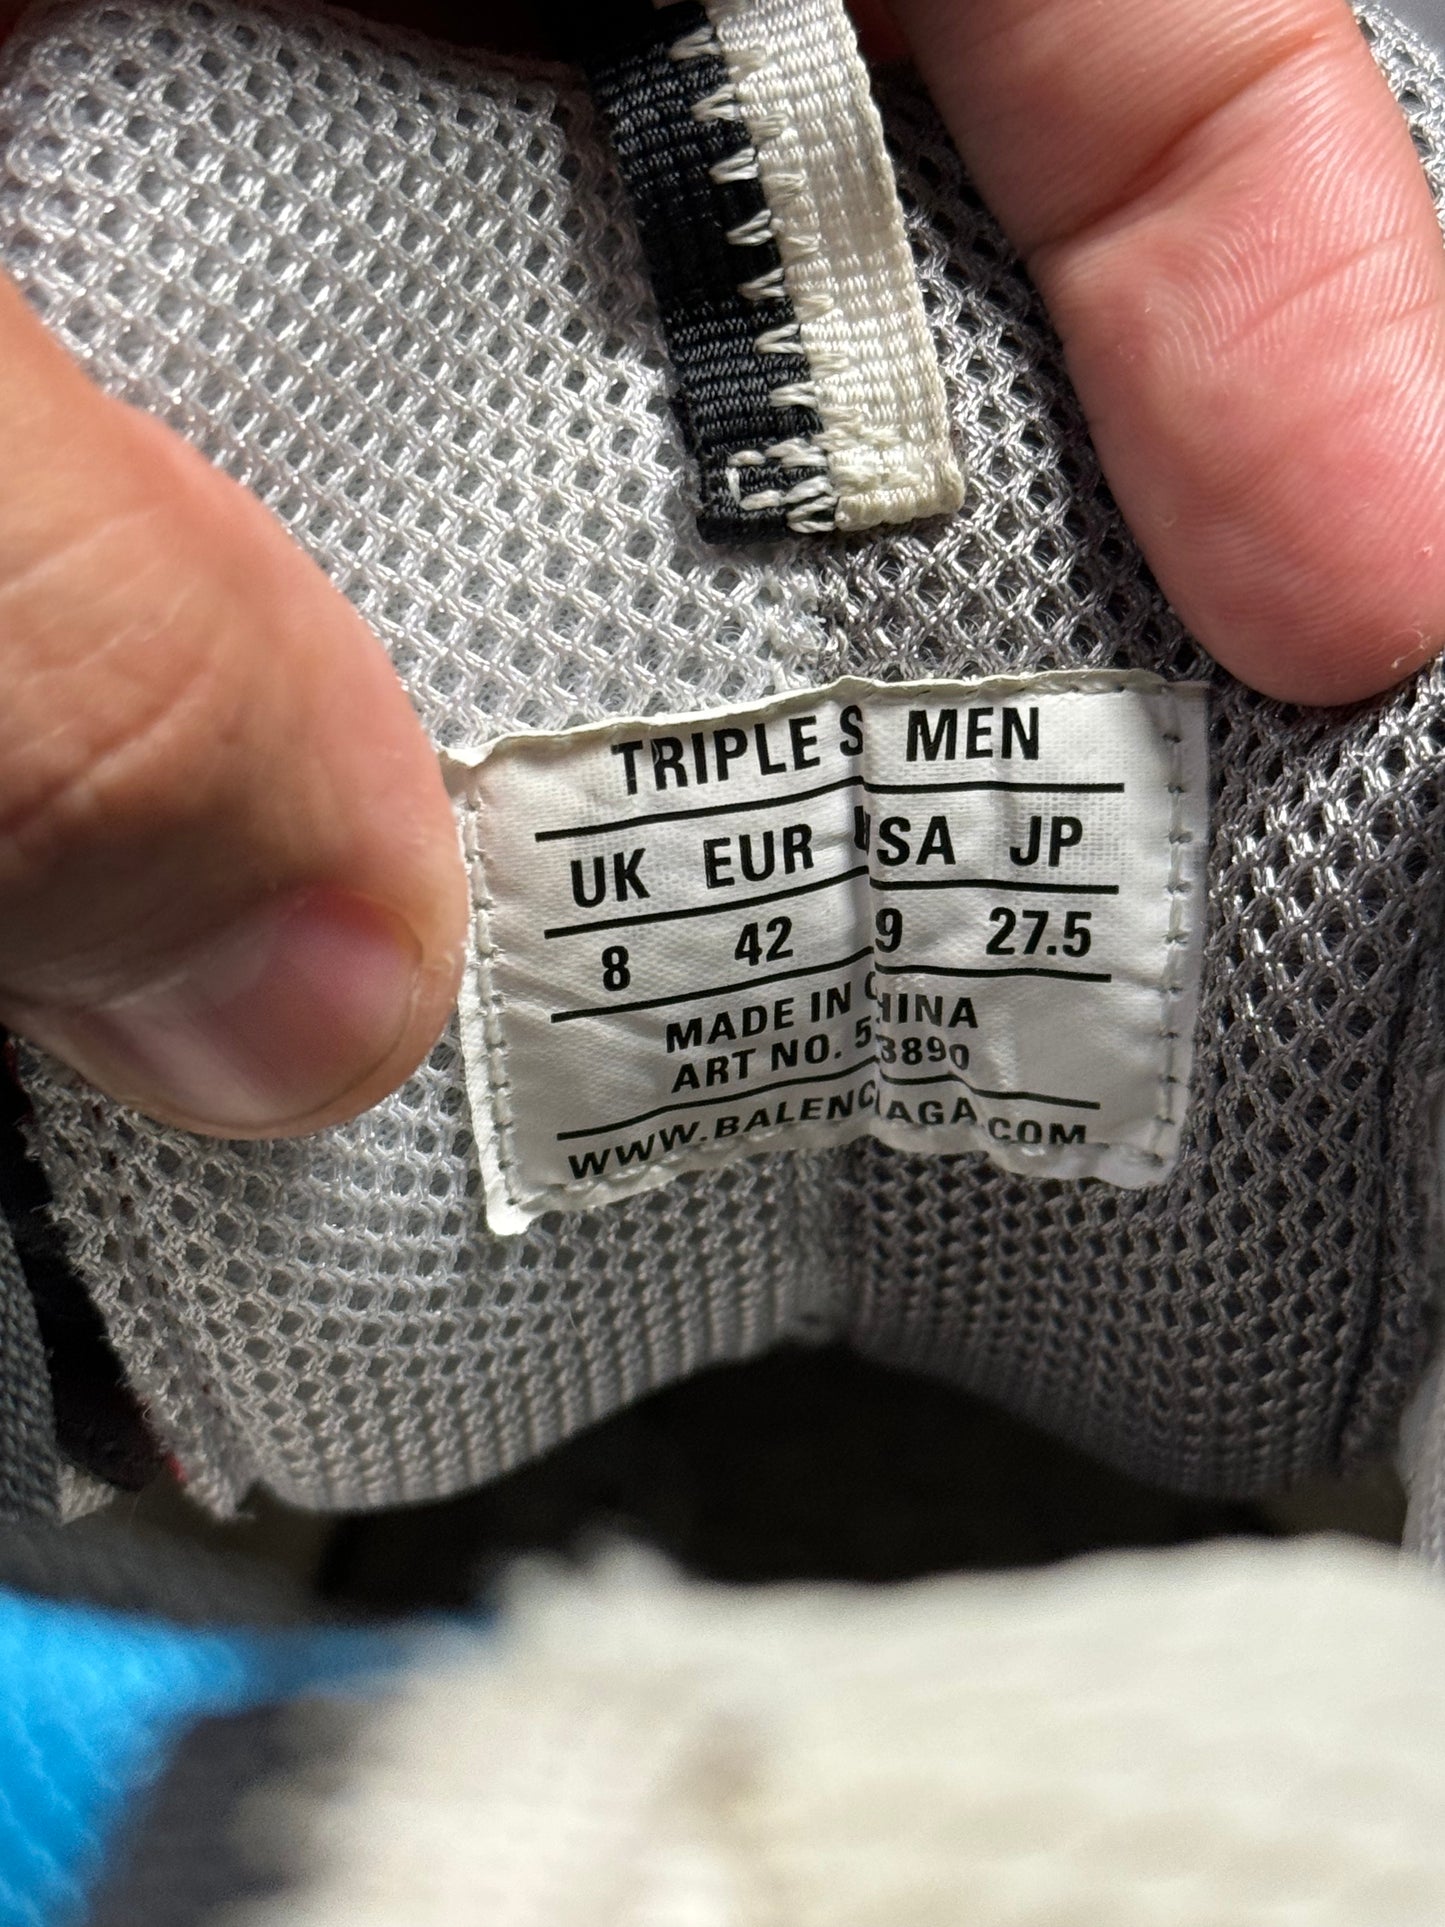 TRIPLE S MEN
UK EUR USA JP
8 42 9 27.5
MADE IN CHINA
ART NO.
WWW.BALENCIAGA.COM